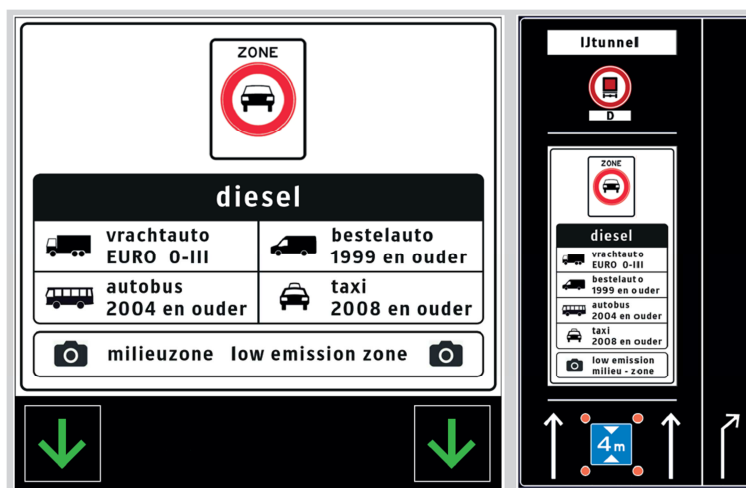 ZONE
diesel
vrachtauto
EURO 0-III
bestelauto
1999 en ouder
autobus
2004 en ouder
taxi
2008 en ouder
milieuzone low emission zone
IJtunnel
D
ZONE
diesel
vrachtauto
EURO 0-III
bestelauto
1999 en ouder
autobus
2004 en ouder
taxi
2008 en ouder
low emission
milieu - zone
4m